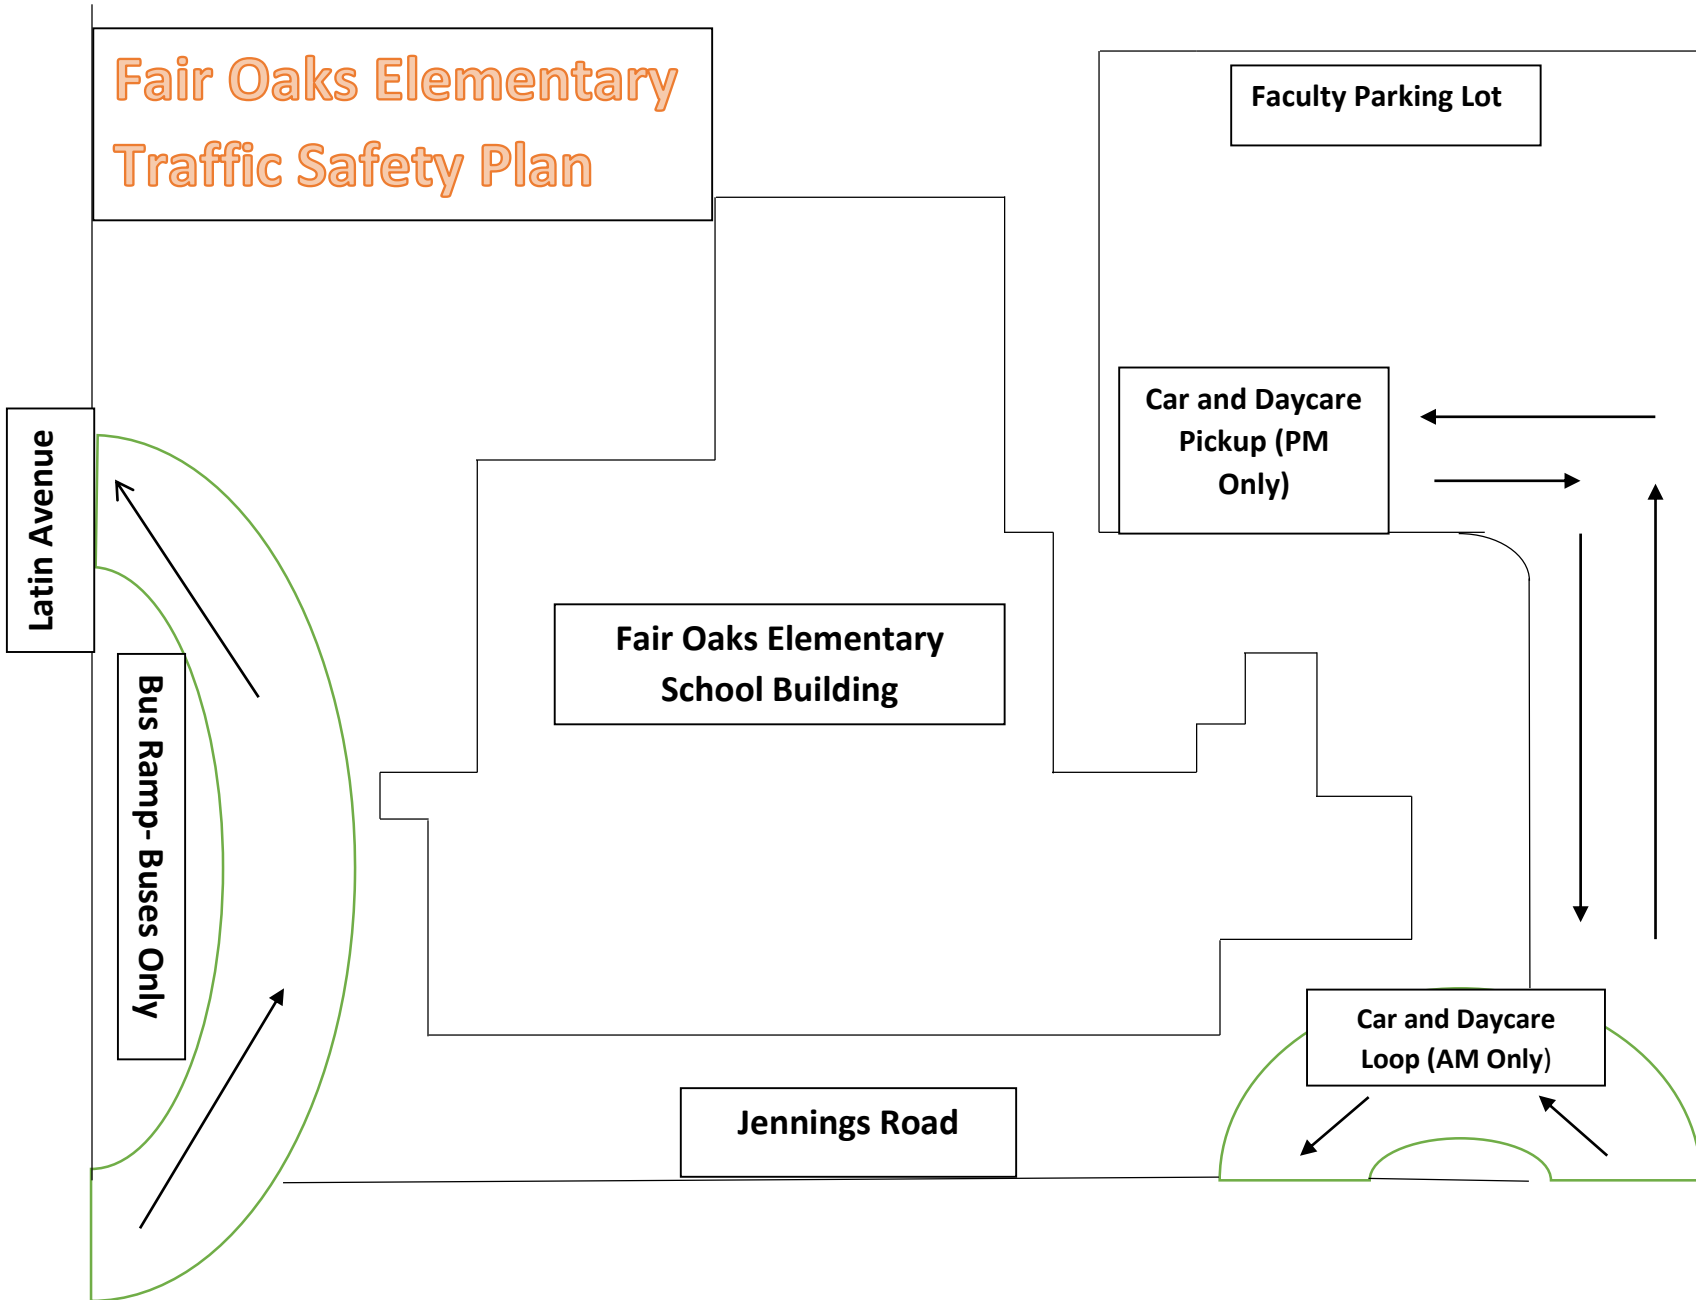 Fair Oaks Elementary
Traffic Safety Plan
Faculty Parking Lot
Car and Daycare
Pickup (PM
Only)
Latin Avenue
Fair Oaks Elementary
School Building
Bus Ramp- Buses Only
Car and Daycare
Loop (AM Only)
Jennings Road